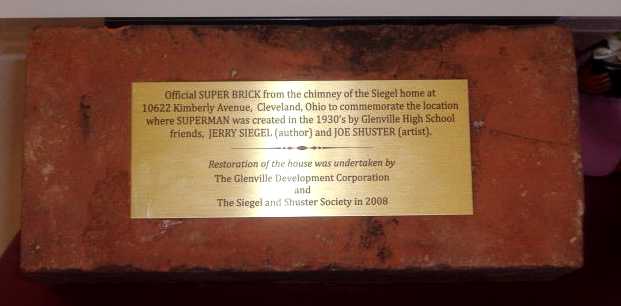 Official SUPER BRICK from the chimney of the Siegel home at
10622 Kimberly Avenue, Cleveland, Ohio to commemorate the location
where SUPERMAN was created in the 1930's by Glenville High School
friends, JERRY SIEGEL (author) and JOE SHUSTER (artist).
Restoration of the house was undertaken by
The Glenville Development Corporation
and
The Siegel and Shuster Society in 2008